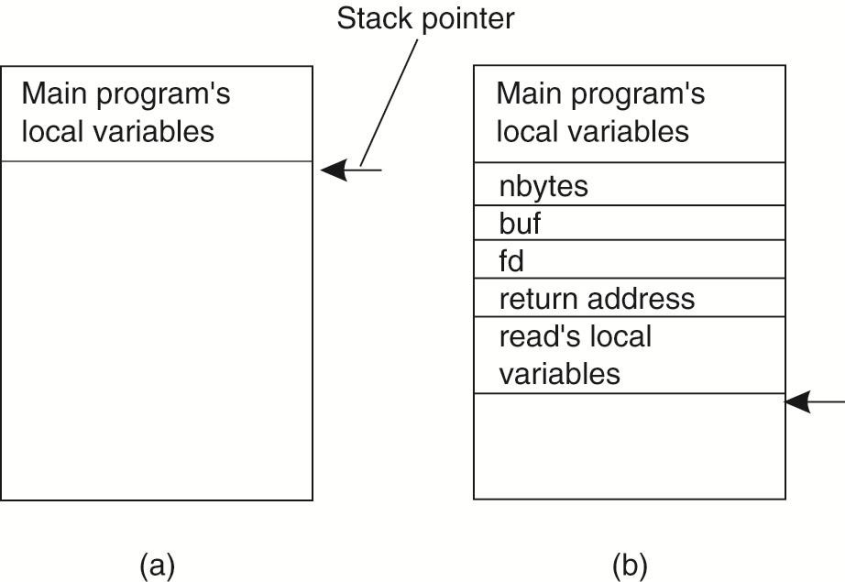 Stack pointer
Main program's
local variables
(a)
Main program's
local variables
nbytes
buf
fd
return address
read's local
variables
(b)